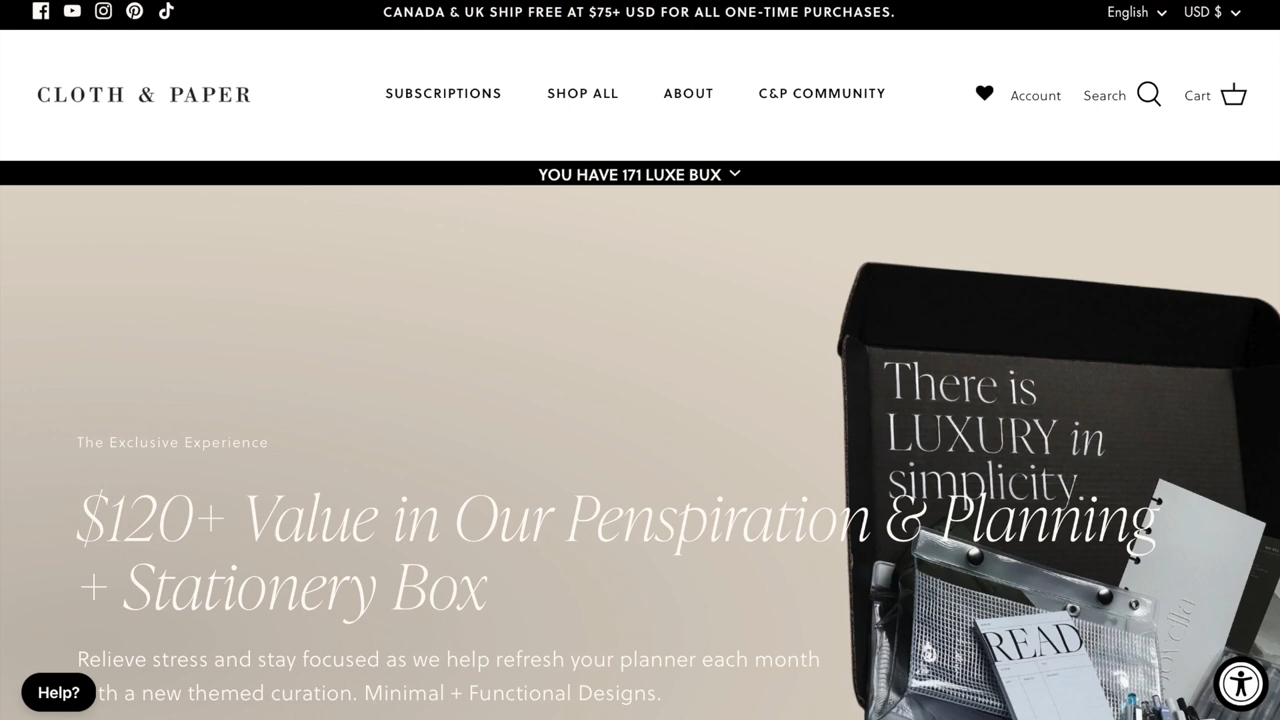 CANADA & UK SHIP FREE AT $75+ USD FOR ALL ONE-TIME PURCHASES.
English
USD $
CLOTH & PAPER
SUBSCRIPTIONS
SHOP ALL
ABOUT
C&P COMMUNITY
Account
Search
Cart
YOU HAVE 171 LUXE BUX
There is
LUXURY in
simplicity.
The Exclusive Experience
$120+ Value in Our Penspiration & Planning
+ Stationery Box
READ
Relieve stress and stay focused as we help refresh your planner each month
th a new themed curation. Minimal + Functional Designs.
Help?